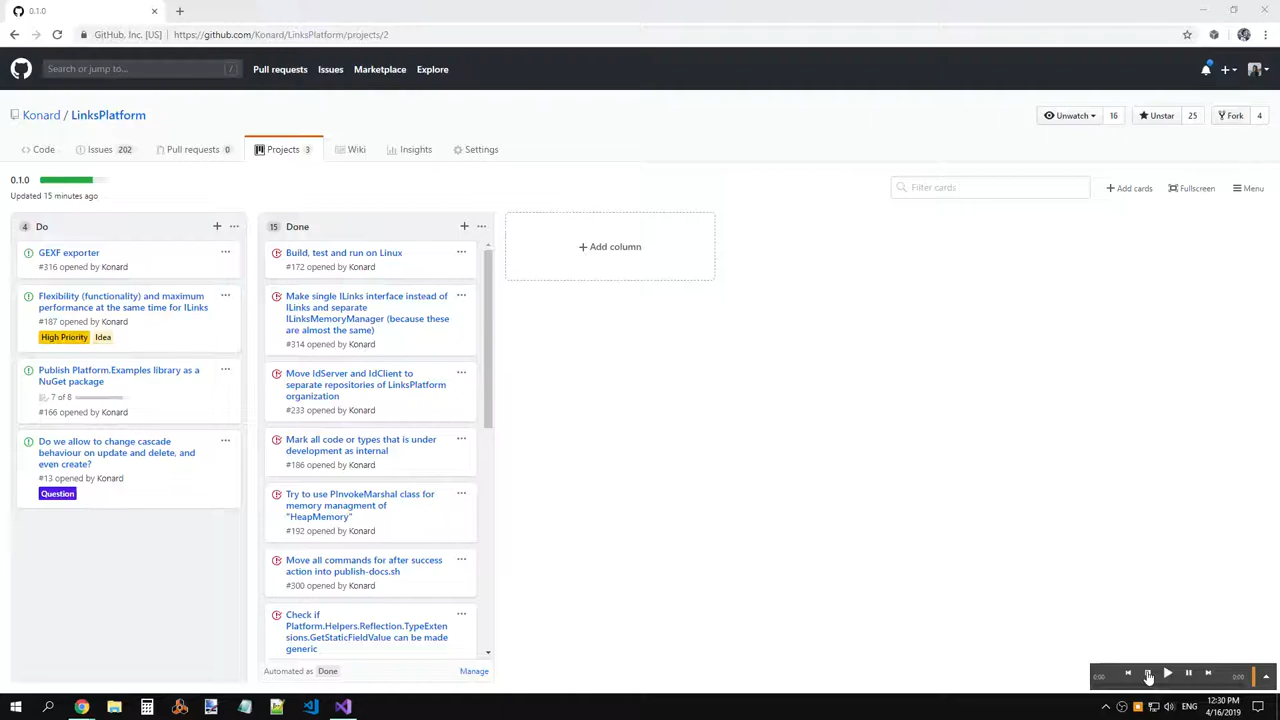 0.1.0
GitHub, Inc. [US]
https://github.com/Konard/LinksPlatform/projects/2
Search or jump to...
/
Pull requests
Issues
Marketplace
Explore
Konard / LinksPlatform
Unwatch
16
Unstar
25
Fork
4
Code
Issues 202
Pull requests 0
Projects 3
Wiki
Insights
Settings
0.1.0
Updated 15 minutes ago
Filter cards
Add cards
Fullscreen
Menu
4 Do
GEXF exporter
#316 opened by Konard
Flexibility (functionality) and maximum
performance at the same time for ILinks
#187 opened by Konard
High Priority Idea
Publish Platform.Examples library as a
NuGet package
7 of 8
#166 opened by Konard
Do we allow to change cascade
behaviour on update and delete, and
even create?
#13 opened by Konard
Question
15 Done
Build, test and run on Linux
#172 opened by Konard
Make single ILinks interface instead of
ILinks and separate
ILinksMemoryManager (because these
are almost the same)
#314 opened by Konard
Move IdServer and IdClient to
separate repositories of LinksPlatform
organization
#233 opened by Konard
Mark all code or types that is under
development as internal
#186 opened by Konard
Try to use PInvokeMarshal class for
memory managment of
"HeapMemory"
#192 opened by Konard
Move all commands for after success
action into publish-docs.sh
#300 opened by Konard
Check if
Platform.Helpers.Reflection.TypeExten
sions.GetStaticFieldValue can be made
generic
Automated as Done
Manage
Add column
0:00
0:00
ENG
12:30 PM
4/16/2019